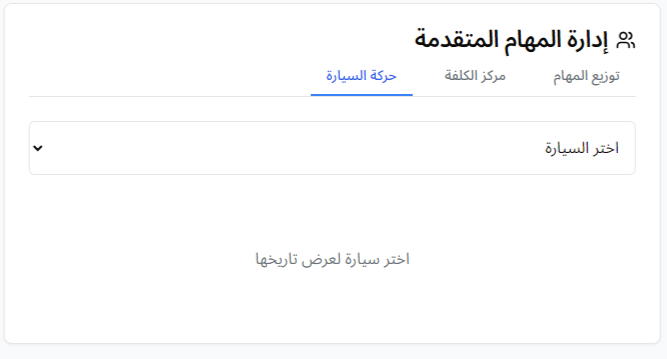 إدارة المهام المتقدمة
توزيع المهام مركز الكلفة حركة السيارة
اختر السيارة
اختر سيارة لعرض تاريخها